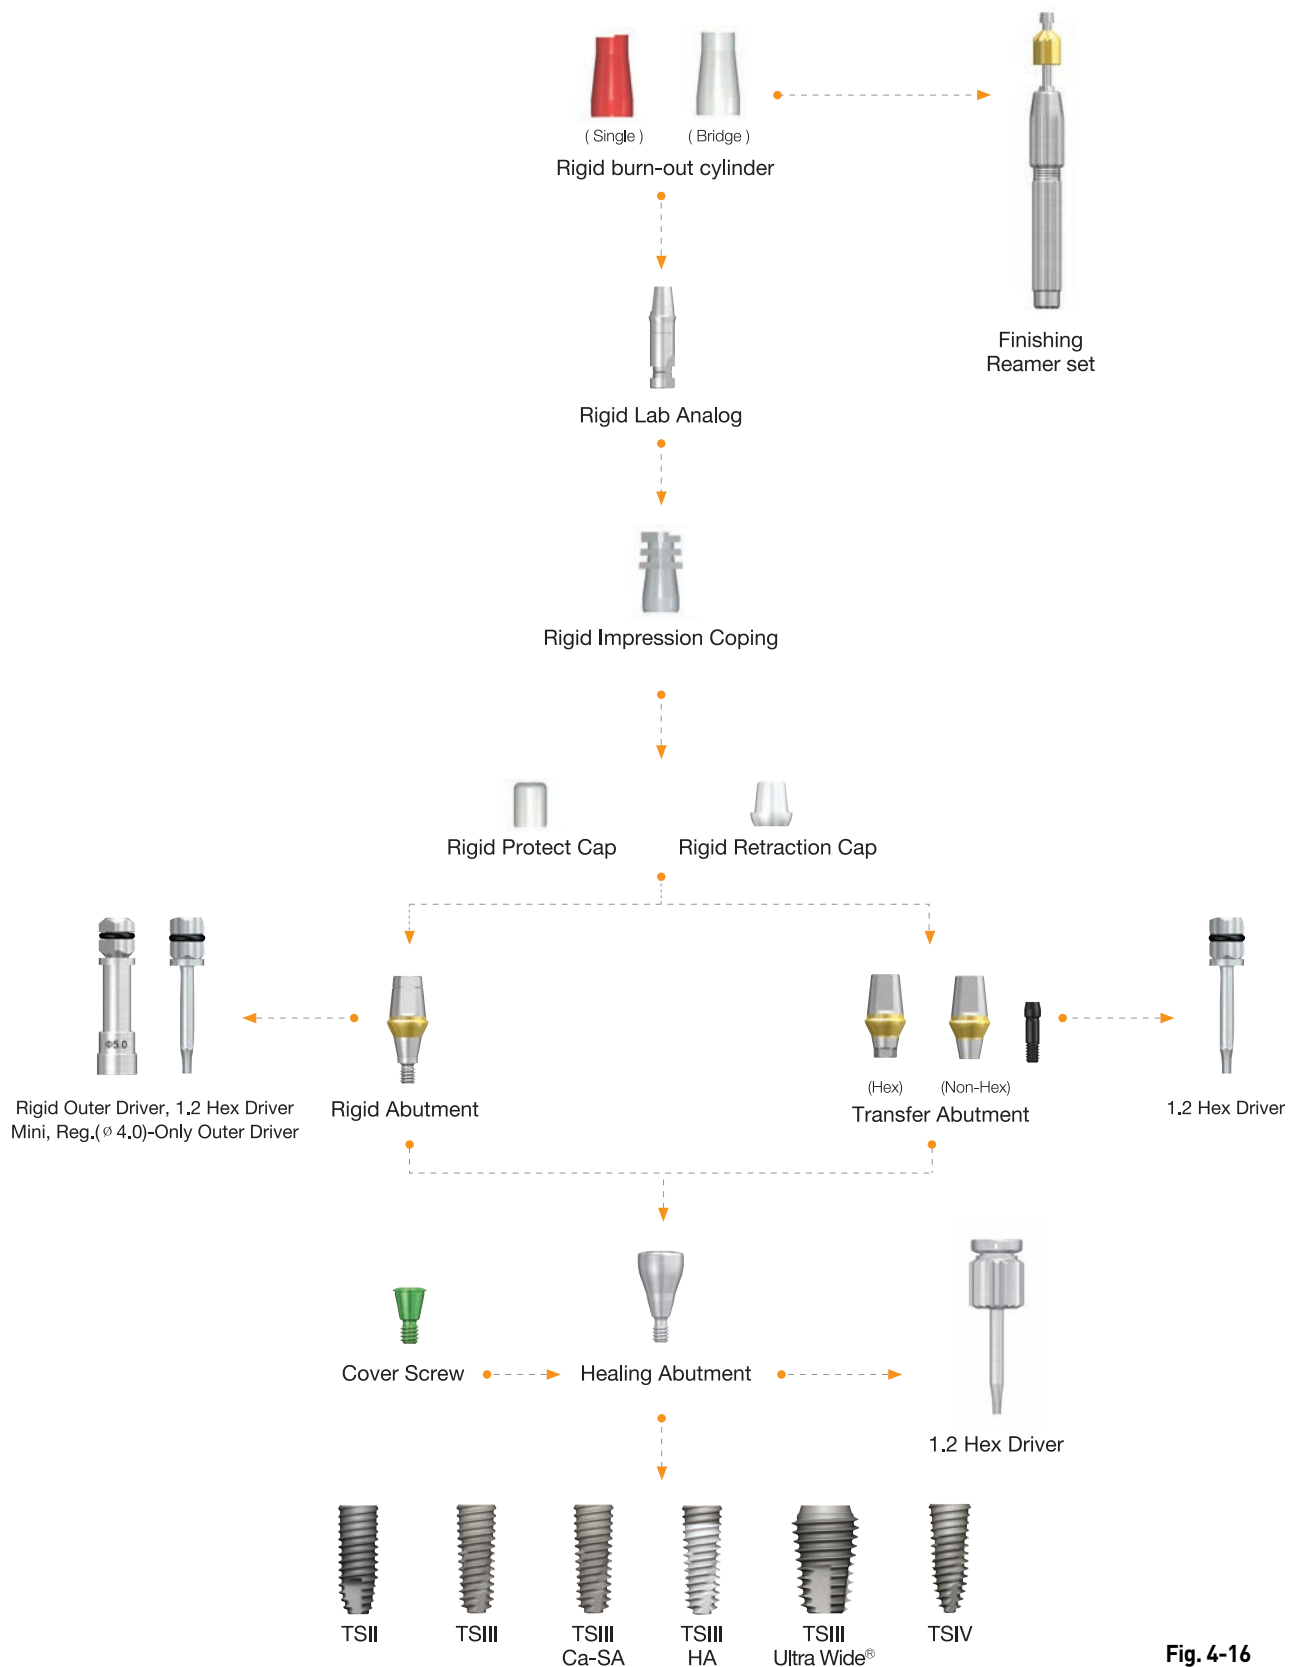 ( Single )
( Bridge )
Rigid burn-out cylinder
Finishing
Reamer set
Rigid Lab Analog
Rigid Impression Coping
Rigid Protect Cap
Rigid Retraction Cap
Φ5.0
Rigid Outer Driver, 1.2 Hex Driver
Mini, Reg.(ø 4.0)-Only Outer Driver
Rigid Abutment
(Hex)
(Non-Hex)
Transfer Abutment
1.2 Hex Driver
Cover Screw
Healing Abutment
1.2 Hex Driver
TSII
TSIII
TSIII
Ca-SA
TSIII
HA
TSIII
Ultra Wide®
TSIV
Fig. 4-16